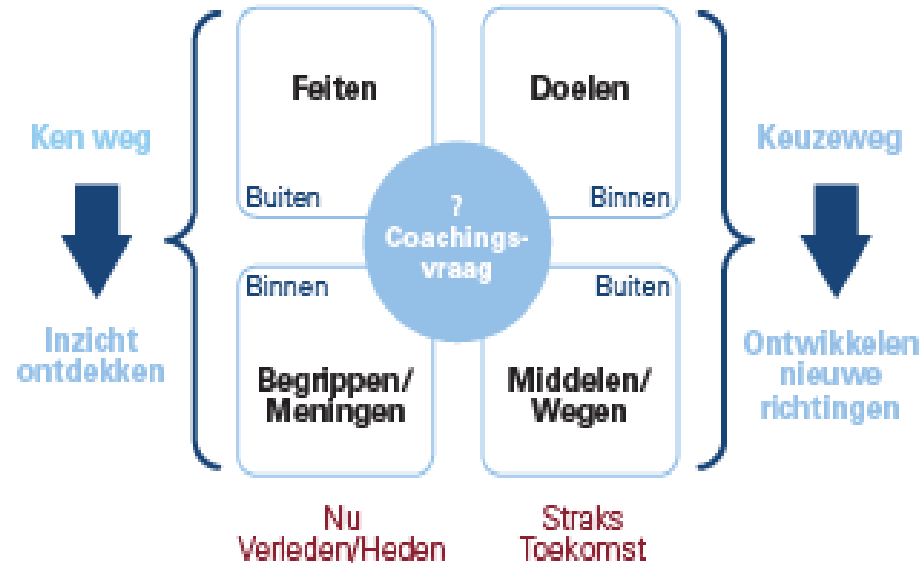 Feiten
Doelen
Ken weg
Keuzeweg
Buiten
Binnen
?
Coachings-
vraag
Binnen
Buiten
Inzicht
ontdekken
Ontwikkelen
nieuwe
richtingen
Begrippen/
Meningen
Middelen/
Wegen
Nu
Verleden/Heden
Straks
Toekomst